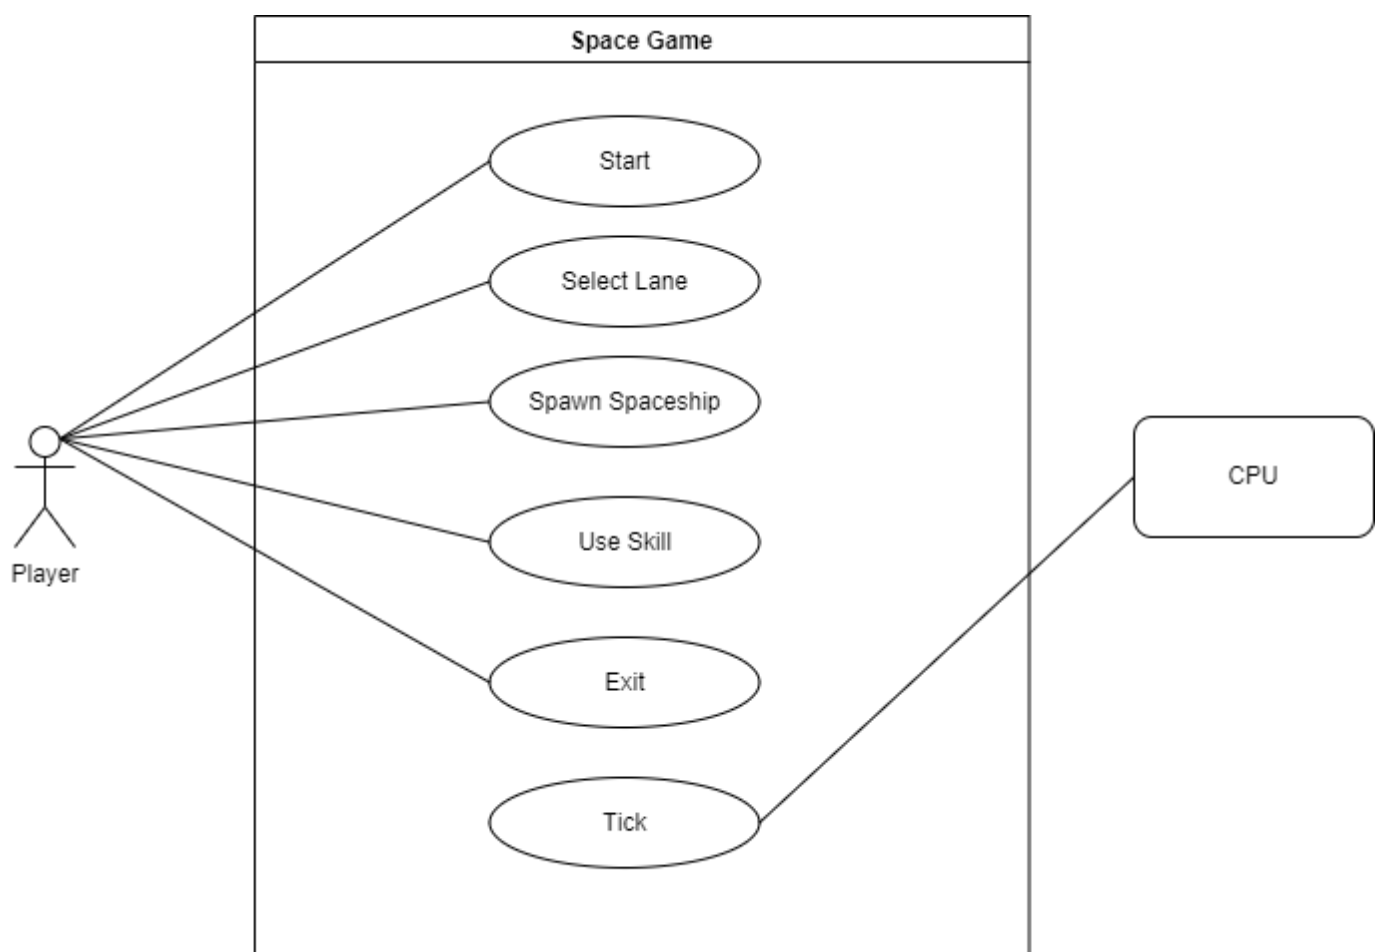 Space Game
Start
Select Lane
Spawn Spaceship
Use Skill
Exit
Tick
Player
CPU